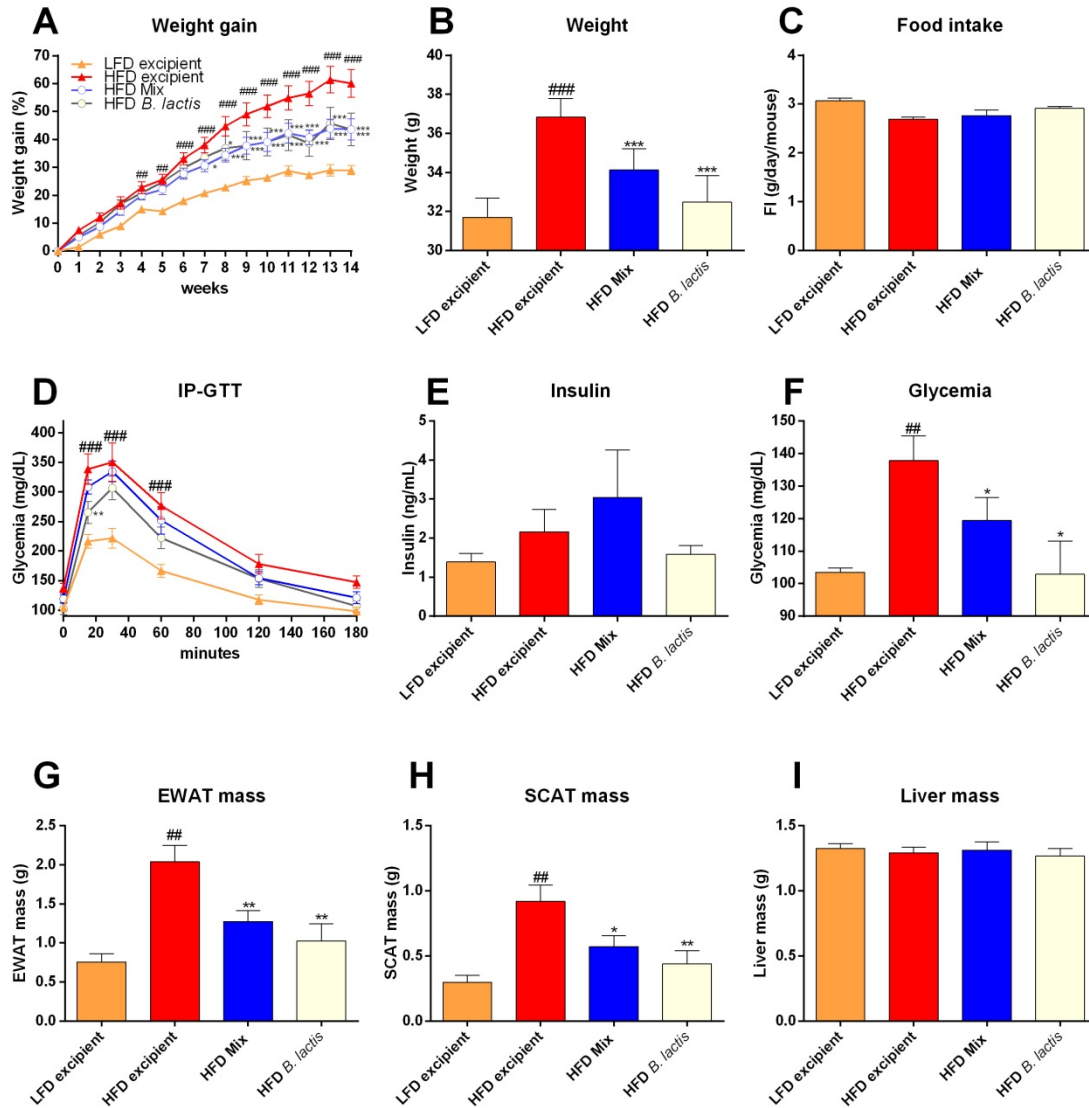 A
Weight gain
Weight gain (%)
70
60
50
40
30
20
10
0
LFD excipient
HFD excipient
HFD Mix
HFD B. lactis
## ## ### ### ### ### ### ### ### ### ###
* * *** *** *** *** *** *** *** *** *** *** *** ***
0 1 2 3 4 5 6 7 8 9 10 11 12 13 14
weeks
B
Weight
Weight (g)
38
36
34
32
30
###
***
***
LFD excipient
HFD excipient
HFD Mix
HFD B. lactis
C
Food intake
FI (g/day/mouse)
4
3
2
1
0
LFD excipient
HFD excipient
HFD Mix
HFD B. lactis
D
IP-GTT
Glycemia (mg/dL)
400
350
300
250
200
150
100
###
###
###
**
0 20 40 60 80 100 120 140 160 180
minutes
E
Insulin
Insulin (ng/mL)
5
4
3
2
1
0
LFD excipient
HFD excipient
HFD Mix
HFD B. lactis
F
Glycemia
Glycemia (mg/dL)
150
140
130
120
110
100
90
##
*
*
LFD excipient
HFD excipient
HFD Mix
HFD B. lactis
G
EWAT mass
EWAT mass (g)
2.5
2.0
1.5
1.0
0.5
0.0
##
**
**
LFD excipient
HFD excipient
HFD Mix
HFD B. lactis
H
SCAT mass
SCAT mass (g)
1.5
1.0
0.5
0.0
##
*
**
LFD excipient
HFD excipient
HFD Mix
HFD B. lactis
I
Liver mass
Liver mass (g)
1.5
1.0
0.5
0.0
LFD excipient
HFD excipient
HFD Mix
HFD B. lactis